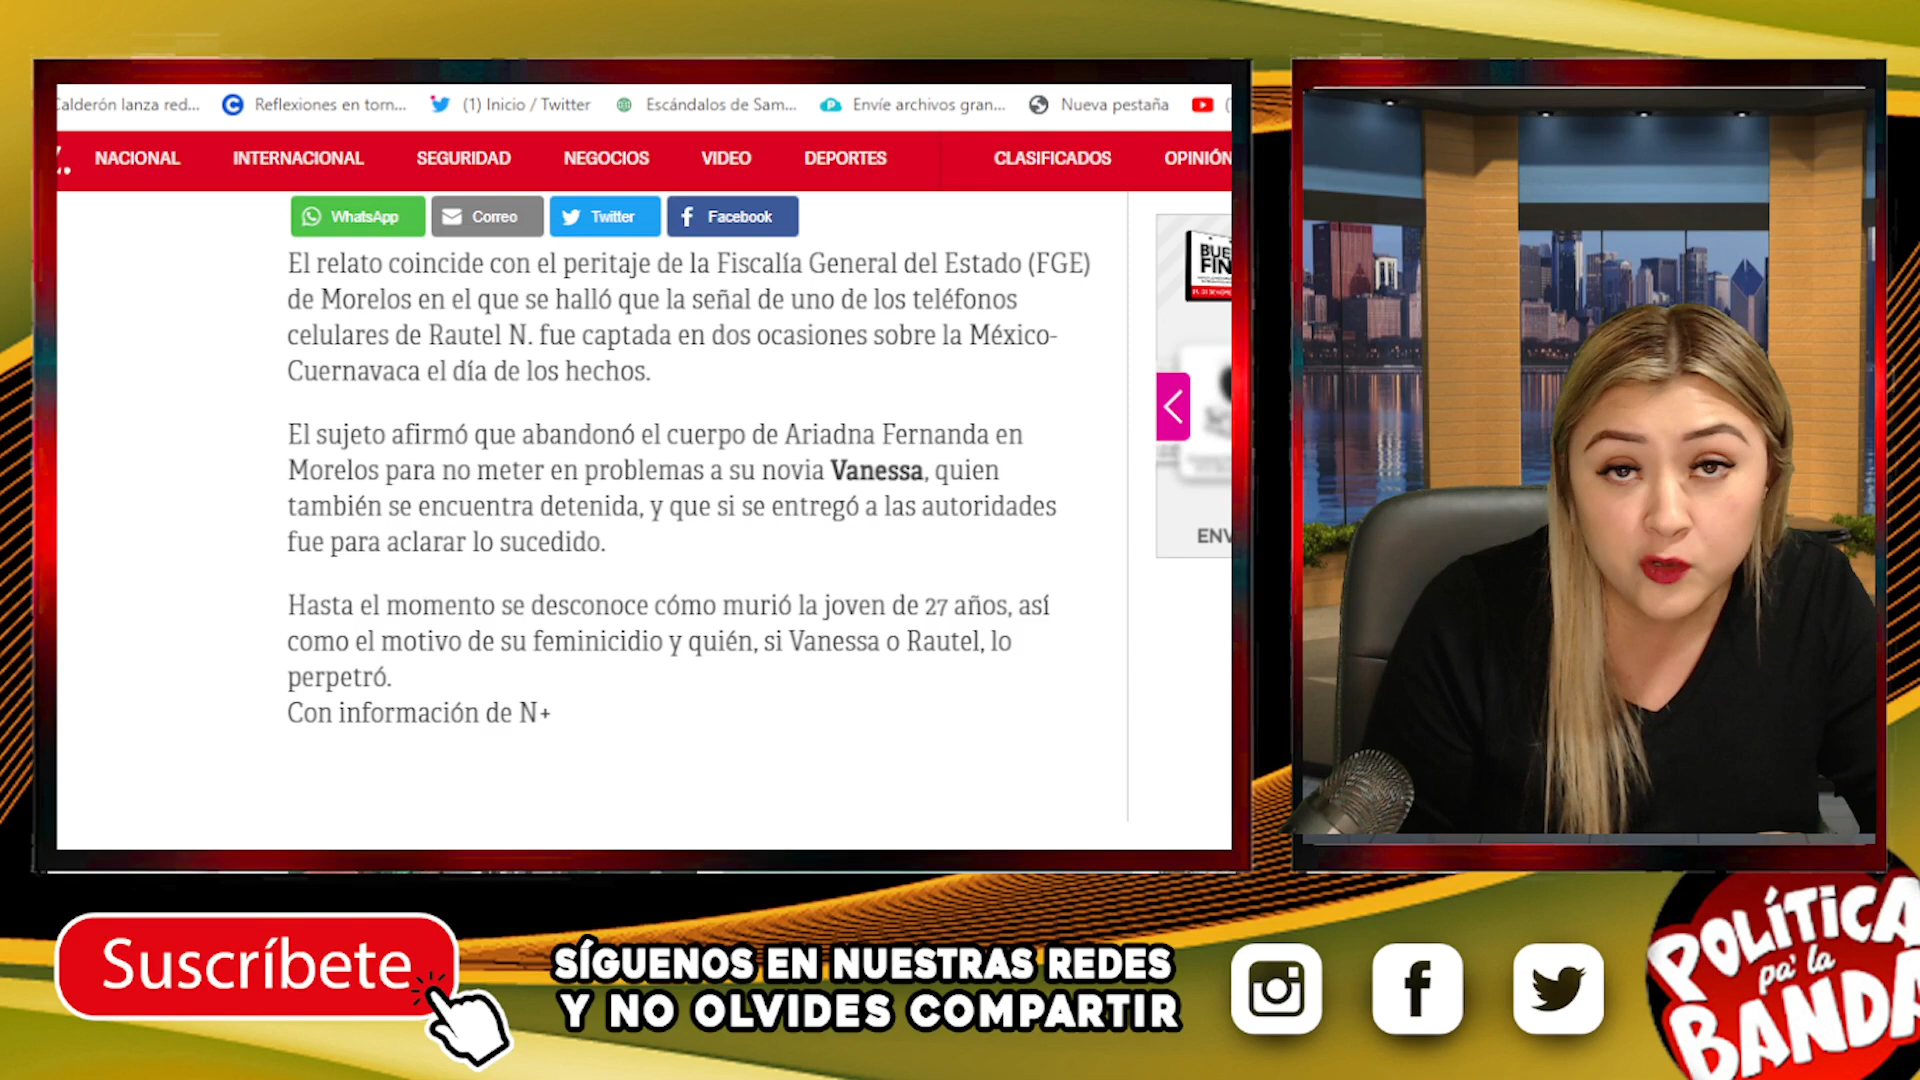 Calderón lanza red... Reflexiones en torn... (1) Inicio / Twitter Escándalos de Sam... Envíe archivos gran... Nueva pestaña
NACIONAL INTERNACIONAL SEGURIDAD NEGOCIOS VIDEO DEPORTES CLASIFICADOS OPINIÓN
WhatsApp Correo Twitter Facebook
El relato coincide con el peritaje de la Fiscalía General del Estado (FGE)
de Morelos en el que se halló que la señal de uno de los teléfonos
celulares de Rautel N. fue captada en dos ocasiones sobre la México-
Cuernavaca el día de los hechos.
El sujeto afirmó que abandonó el cuerpo de Ariadna Fernanda en
Morelos para no meter en problemas a su novia Vanessa, quien
también se encuentra detenida, y que si se entregó a las autoridades
fue para aclarar lo sucedido.
Hasta el momento se desconoce cómo murió la joven de 27 años, así
como el motivo de su feminicidio y quién, si Vanessa o Rautel, lo
perpetró.
Con información de N+
BUE
FIN
ENV
Suscríbete
SÍGUENOS EN NUESTRAS REDES
Y NO OLVIDES COMPARTIR
POLÍTICA
pa' la
BANDA